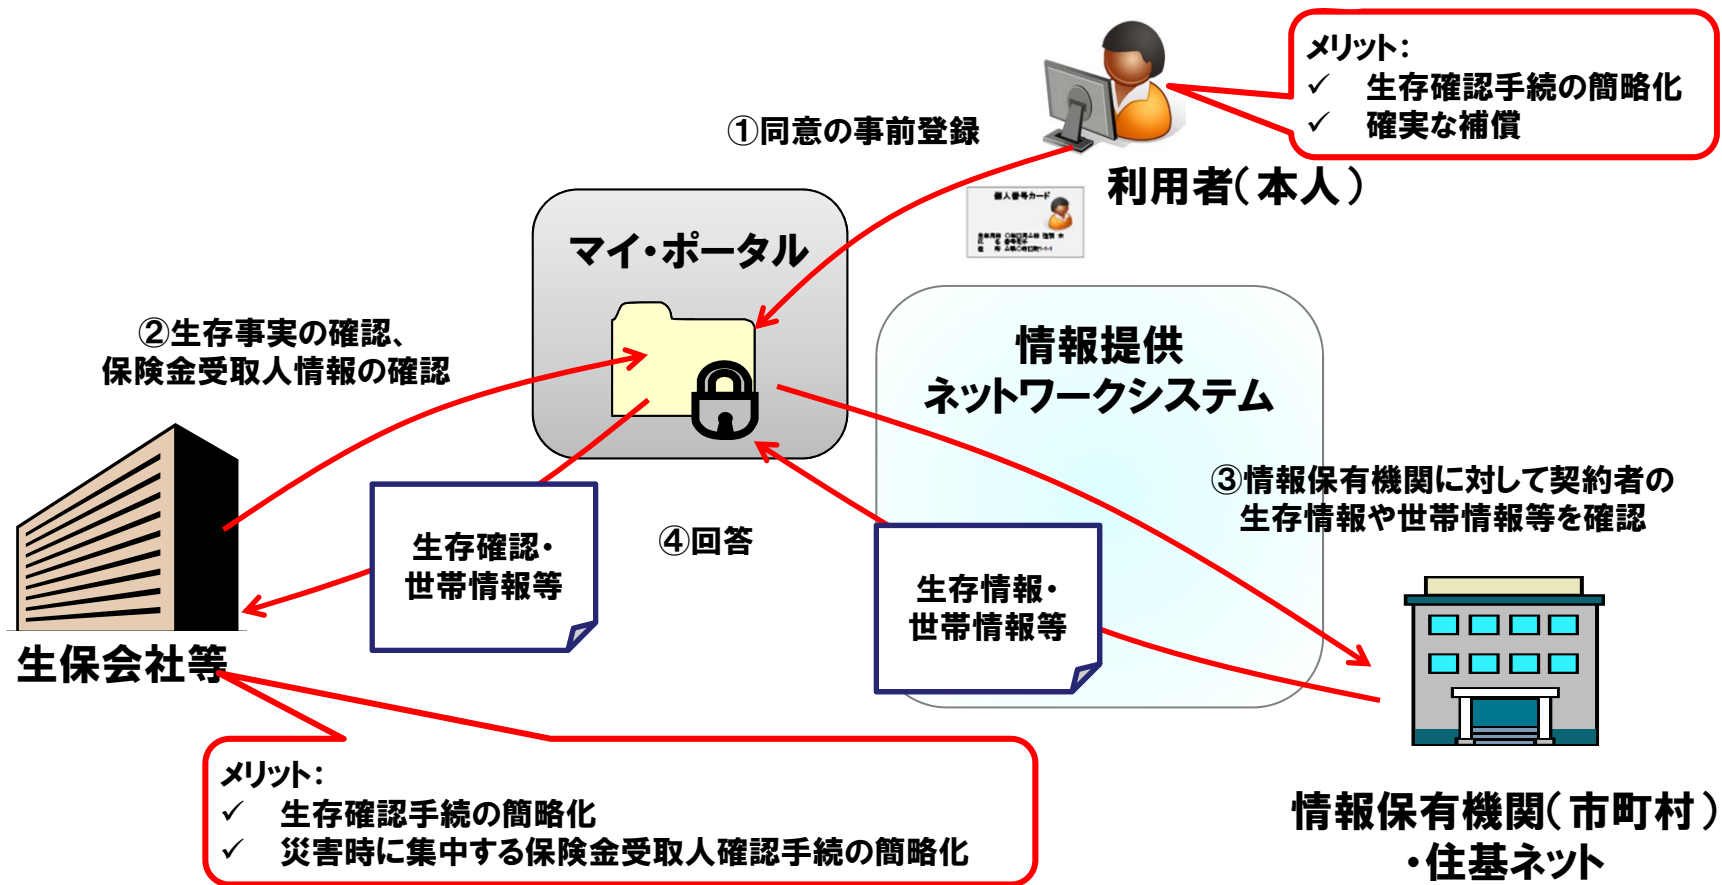 メリット：
✓ 生存確認手続の簡略化
✓ 確実な補償
①同意の事前登録
利用者（本人）
個人番号カード
マイ・ポータル
②生存事実の確認、
保険金受取人情報の確認
情報提供
ネットワークシステム
③情報保有機関に対して契約者の
生存情報や世帯情報等を確認
④回答
生存確認・
世帯情報等
生存情報・
世帯情報等
生保会社等
メリット：
✓ 生存確認手続の簡略化
✓ 災害時に集中する保険金受取人確認手続の簡略化
情報保有機関（市町村）
・住基ネット